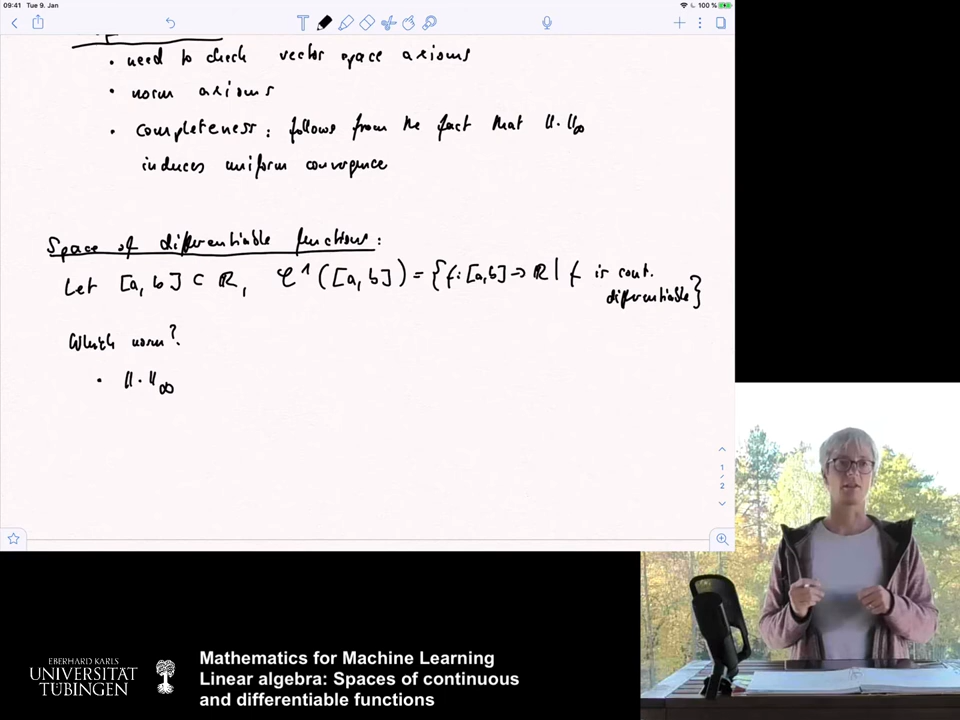 09:41 Tue 9. Jan
100 %
• need to check vector space axioms
• norm axioms
• completeness: follows from the fact that ‖·‖∞
induces uniform convergence
Space of differentiable functions:
Let [a, b] ⊂ ℝ, 𝒞¹([a, b]) = {f: [a,b] → ℝ | f is cont.
differentiable}
Which norm?
• ‖·‖∞
1
2
EBERHARD KARLS
UNIVERSITÄT
TÜBINGEN
Mathematics for Machine Learning
Linear algebra: Spaces of continuous
and differentiable functions